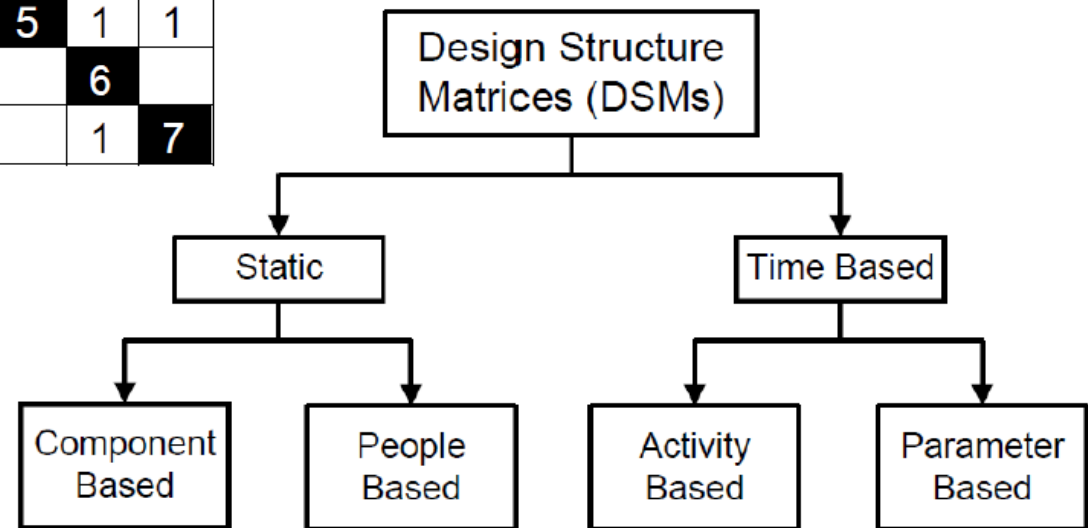 5 1 1
6
1 7
Design Structure
Matrices (DSMs)
Static
Time Based
Component
Based
People
Based
Activity
Based
Parameter
Based